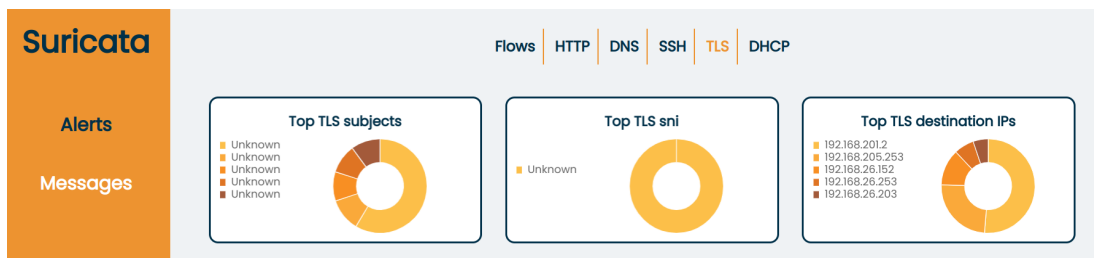 Suricata
Alerts
Messages
Flows HTTP DNS SSH TLS DHCP
Top TLS subjects
Unknown
Unknown
Unknown
Unknown
Unknown
Top TLS sni
Unknown
Top TLS destination IPs
192.168.201.2
192.168.205.253
192.168.26.152
192.168.26.253
192.168.26.203